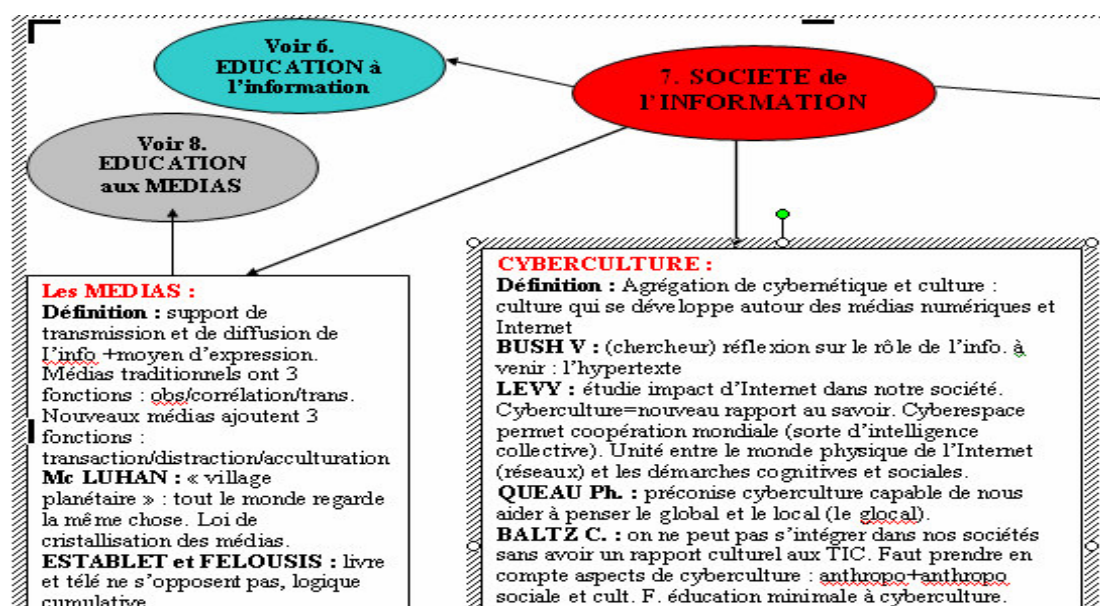 Voir 6.
EDUCATION à
l'information
7. SOCIETE de
l'INFORMATION
Voir 8.
EDUCATION
aux MEDIAS
Les MEDIAS :
Définition : support de
transmission et de diffusion de
l'info +moyen d'expression.
Médias traditionnels ont 3
fonctions : obs/corrélation/trans.
Nouveaux médias ajoutent 3
fonctions :
transaction/distraction/acculturation
Mc LUHAN : « village
planétaire » : tout le monde regarde
la même chose. Loi de
cristallisation des médias.
ESTABLET et FELOUSIS : livre
et télé ne s'opposent pas, logique
cumulative
CYBERCULTURE :
Définition : Agrégation de cybernétique et culture :
culture qui se développe autour des médias numériques et
Internet
BUSH V : (chercheur) réflexion sur le rôle de l'info. à
venir : l'hypertexte
LEVY : étudie impact d'Internet dans notre société.
Cyberculture=nouveau rapport au savoir. Cyberespace
permet coopération mondiale (sorte d'intelligence
collective). Unité entre le monde physique de l'Internet
(réseaux) et les démarches cognitives et sociales.
QUEAU Ph. : préconise cyberculture capable de nous
aider à penser le global et le local (le glocal).
BALTZ C. : on ne peut pas s'intégrer dans nos sociétés
sans avoir un rapport culturel aux TIC. Faut prendre en
compte aspects de cyberculture : anthropo+anthropo
sociale et cult. F. éducation minimale à cyberculture.